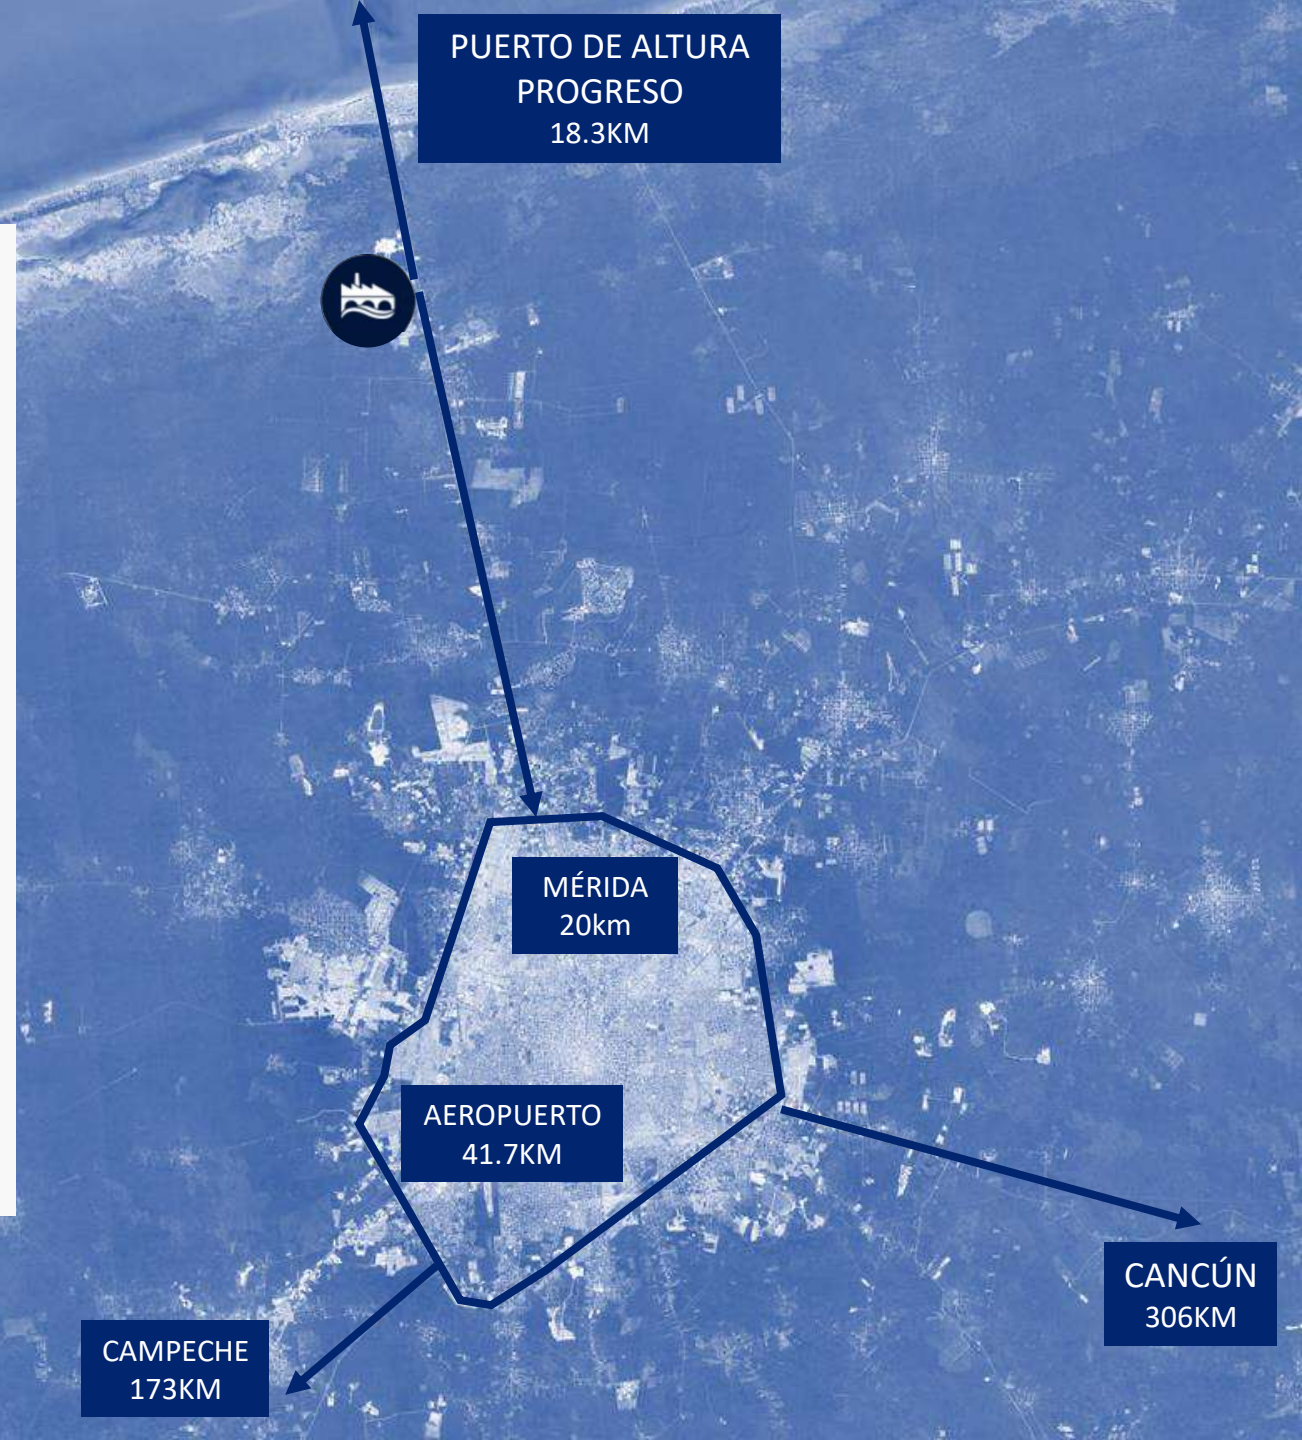 PUERTO DE ALTURA
PROGRESO
18.3KM
MÉRIDA
20km
AEROPUERTO
41.7KM
CANCÚN
306KM
CAMPECHE
173KM